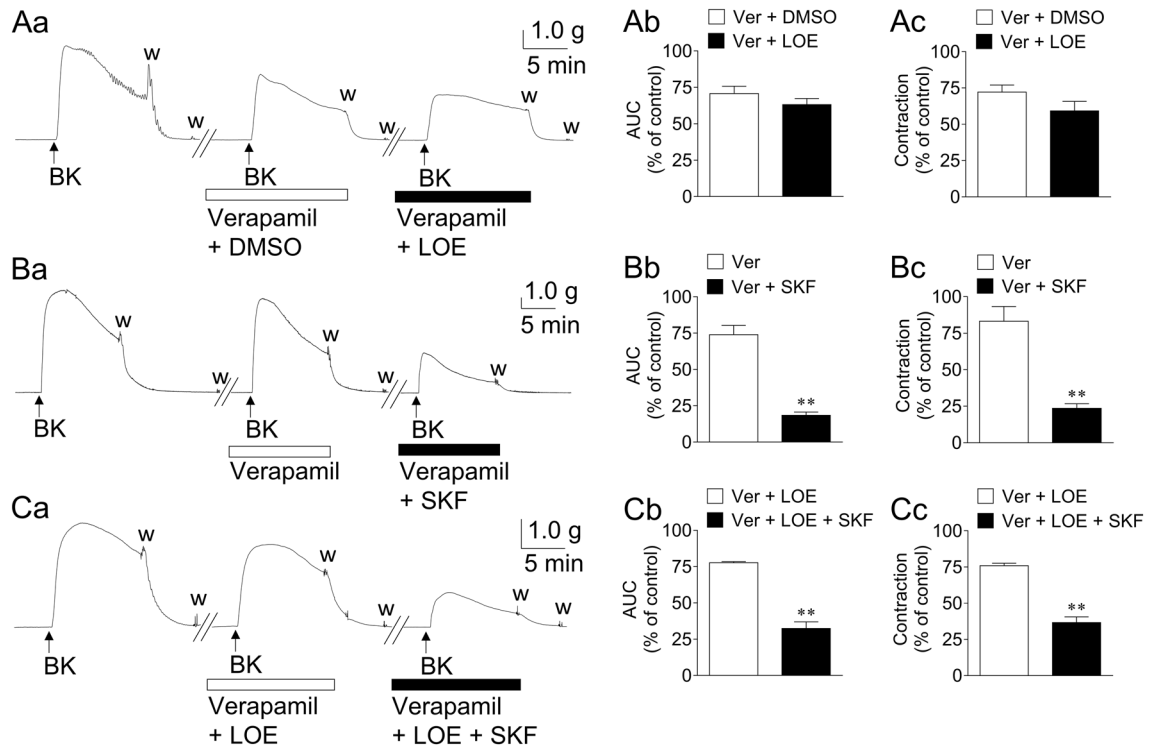 Aa
1.0 g
5 min
w
w
w
w
w
w
BK
BK
BK
Verapamil
+ DMSO
Verapamil
+ LOE
Ab
Ver + DMSO
Ver + LOE
AUC
(% of control)
100
75
50
25
0
Ac
Ver + DMSO
Ver + LOE
Contraction
(% of control)
100
75
50
25
0
Ba
1.0 g
5 min
w
w
w
w
w
BK
BK
BK
Verapamil
Verapamil
+ SKF
Bb
Ver
Ver + SKF
AUC
(% of control)
100
75
50
25
0
**
Bc
Ver
Ver + SKF
Contraction
(% of control)
100
75
50
25
0
**
Ca
1.0 g
5 min
w
w
w
w
w
w
BK
BK
BK
Verapamil
+ LOE
Verapamil
+ LOE + SKF
Cb
Ver + LOE
Ver + LOE + SKF
AUC
(% of control)
100
75
50
25
0
**
Cc
Ver + LOE
Ver + LOE + SKF
Contraction
(% of control)
100
75
50
25
0
**